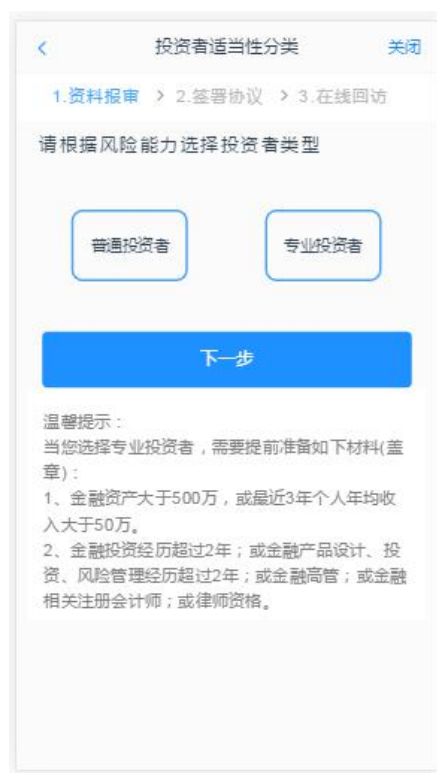 < 投资者适当性分类 关闭
1.资料报审 > 2.签署协议 > 3.在线回访
请根据风险能力选择投资者类型
普通投资者 专业投资者
下一步
温馨提示：
当您选择专业投资者，需要提前准备如下材料(盖
章)：
1、金融资产大于500万，或最近3年个人年均收
入大于50万。
2、金融投资经历超过2年；或金融产品设计、投
资、风险管理经历超过2年；或金融高管；或金融
相关注册会计师；或律师资格。